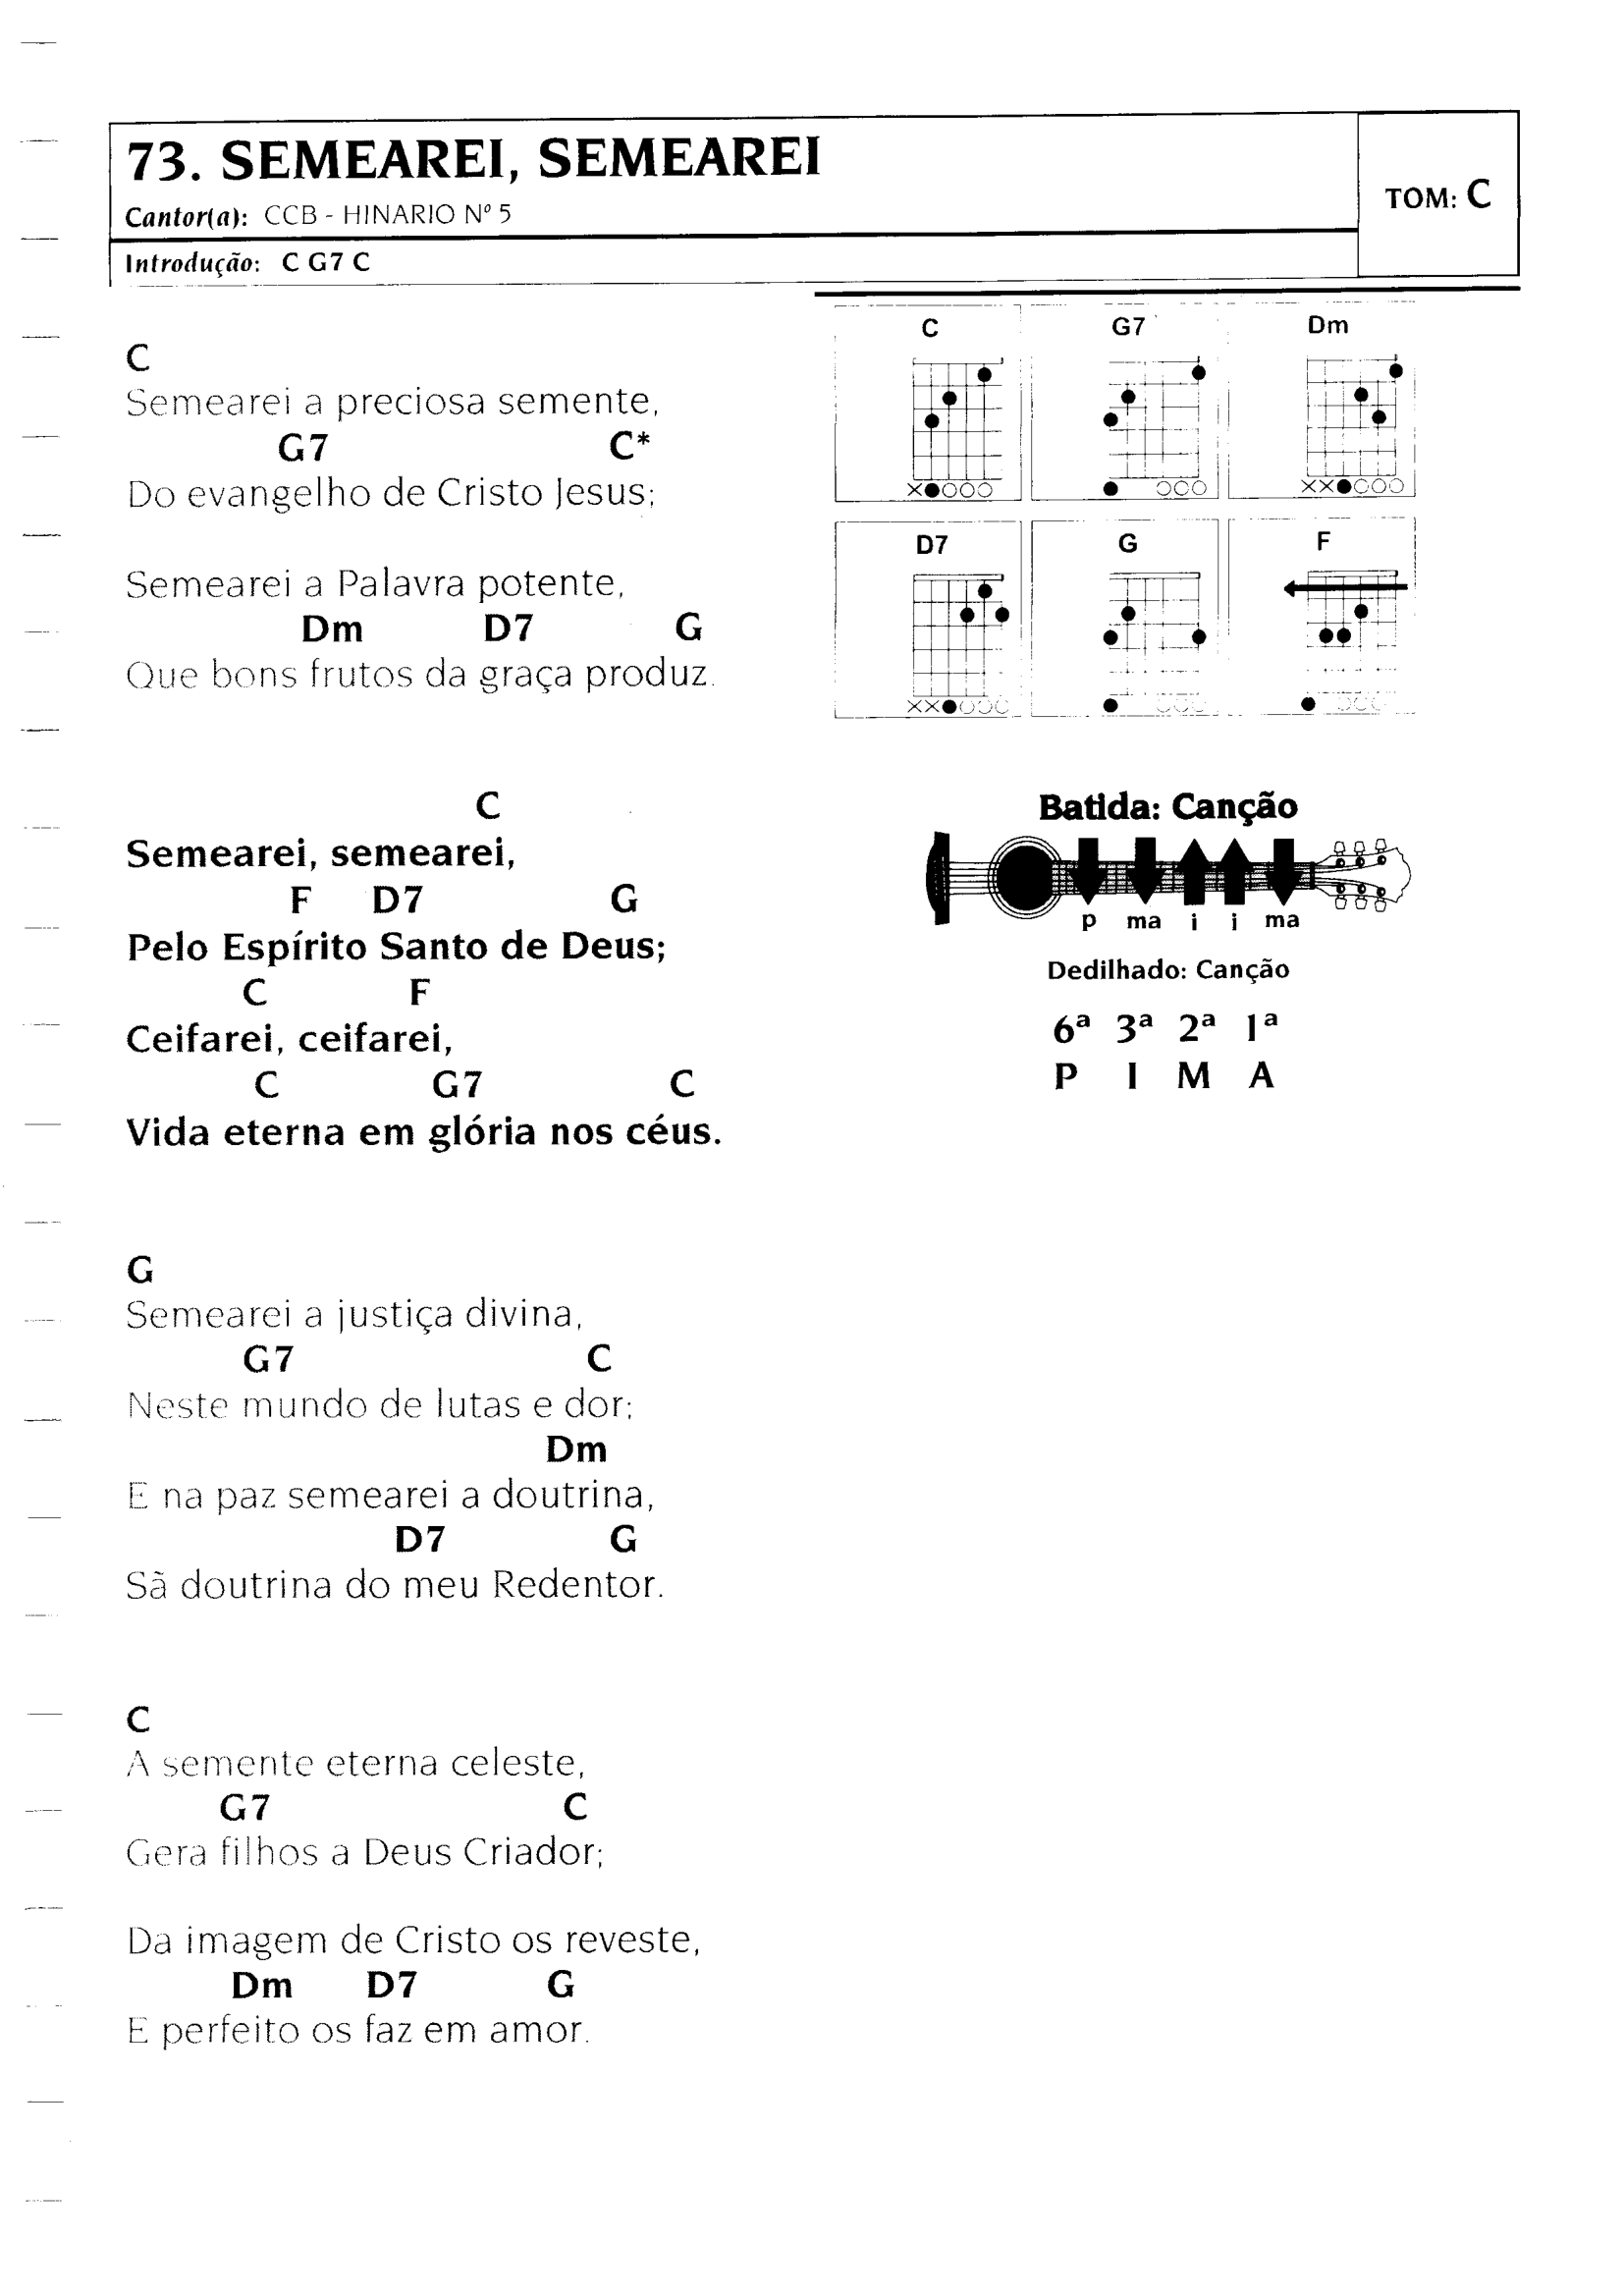 73. SEMEAREI, SEMEAREI
Cantor(a): CCB - HINARIO Nº 5
TOM: C
Introdução: C G7 C
C
Semearei a preciosa semente,
G7 C*
Do evangelho de Cristo Jesus;
Semearei a Palavra potente,
Dm D7 G
Que bons frutos da graça produz.
C
Semearei, semearei,
F D7 G
Pelo Espírito Santo de Deus;
C F
Ceifarei, ceifarei,
C G7 C
Vida eterna em glória nos céus.
G
Semearei a justiça divina,
G7 C
Neste mundo de lutas e dor;
Dm
E na paz semearei a doutrina,
D7 G
Sã doutrina do meu Redentor.
C
A semente eterna celeste,
G7 C
Gera filhos a Deus Criador;
Da imagem de Cristo os reveste,
Dm D7 G
E perfeito os faz em amor.
C G7 Dm
D7 G F
Batida: Canção
p ma i i ma
Dedilhado: Canção
6ª 3ª 2ª 1ª
P I M A